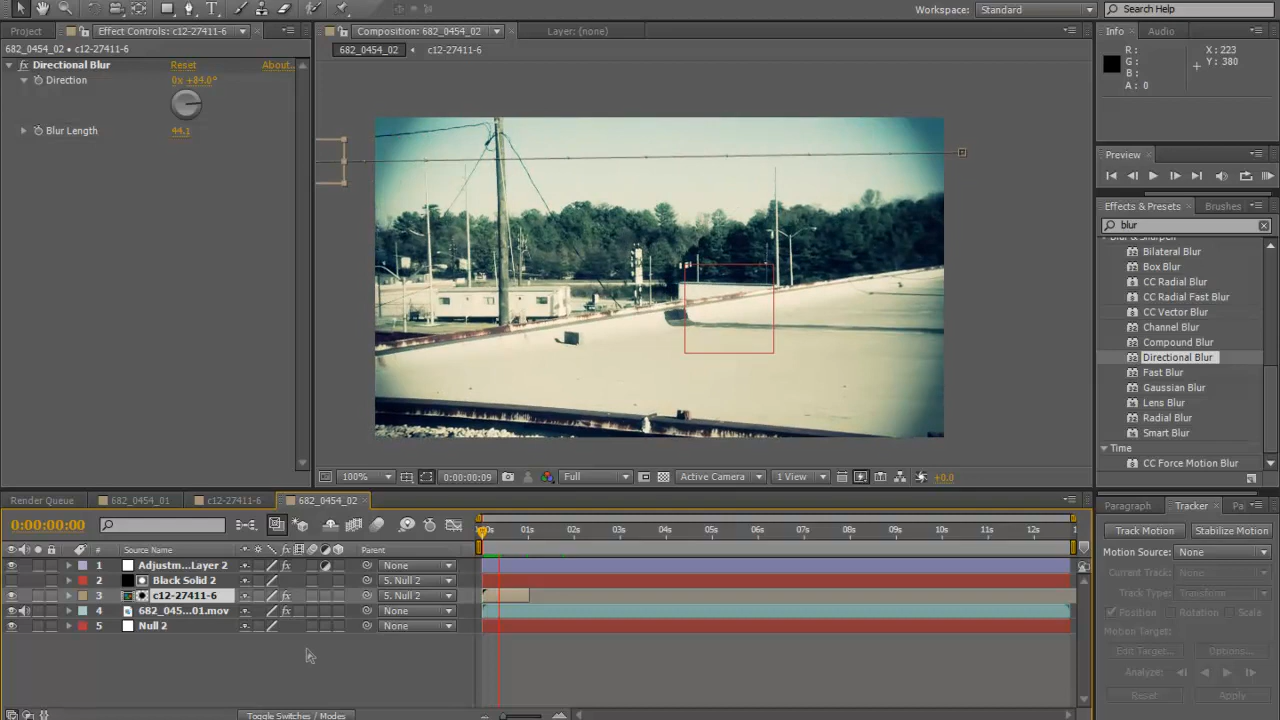 Workspace: Standard Search Help
Project Effect Controls: c12-27411-6
682_0454_02 • c12-27411-6
Directional Blur Reset About...
Direction 0x +84.0°
Blur Length 44.1
Composition: 682_0454_02 Layer: (none)
682_0454_02 c12-27411-6
100% 0:00:00:09 Full Active Camera 1 View +0.0
Info Audio
R: X: 223
G: Y: 380
B:
A: 0
Preview
Effects & Presets Brushes
blur
Blur & Sharpen
Bilateral Blur
Box Blur
CC Radial Blur
CC Radial Fast Blur
CC Vector Blur
Channel Blur
Compound Blur
Directional Blur
Fast Blur
Gaussian Blur
Lens Blur
Radial Blur
Smart Blur
Time
CC Force Motion Blur
Paragraph Tracker Pa
Track Motion Stabilize Motion
Motion Source: None
Current Track: None
Track Type: Transform
Position Rotation Scale
Motion Target:
Edit Target... Options...
Analyze:
Reset Apply
Render Queue 682_0454_01 c12-27411-6 682_0454_02
0:00:00:00
00s 01s 02s 03s 04s 05s 06s 07s 08s 09s 10s 11s 12s
# Source Name Parent
1 Adjustm...Layer 2 None
2 Black Solid 2 5. Null 2
3 c12-27411-6 5. Null 2
4 682_045...01.mov None
5 Null 2 None
Toggle Switches / Modes